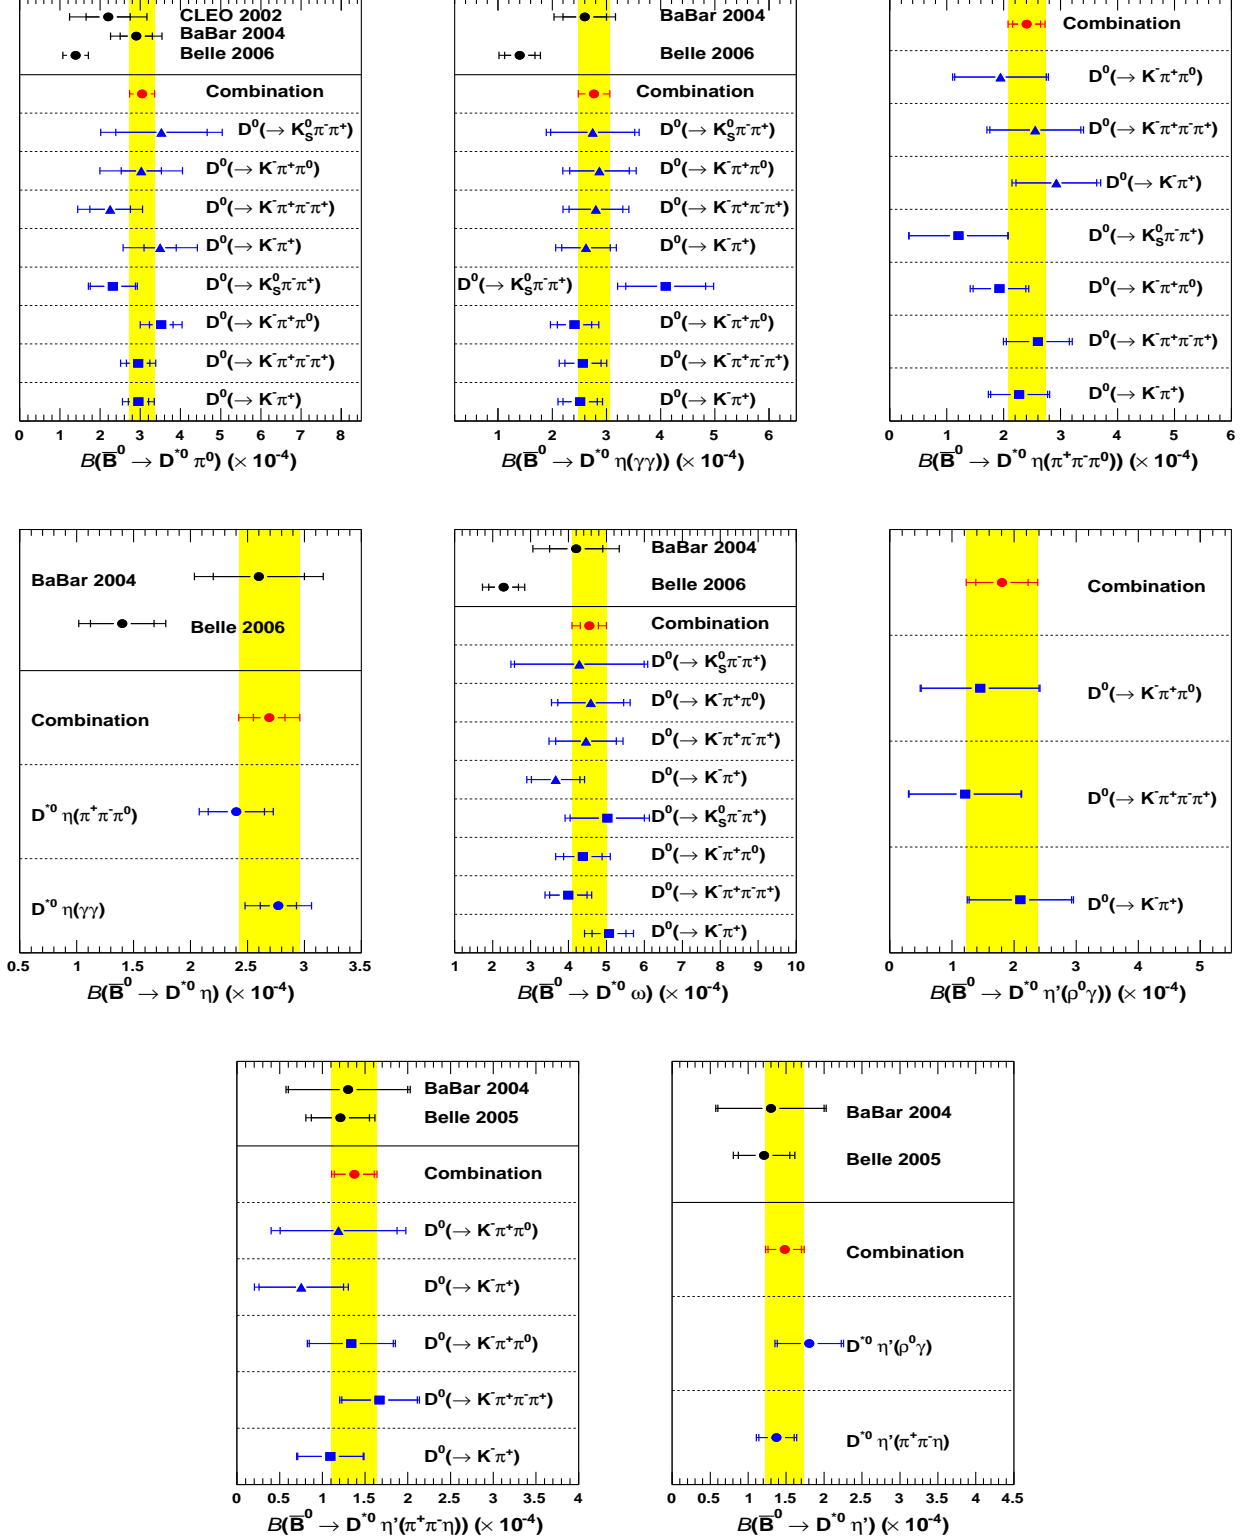 CLEO 2002
BaBar 2004
Belle 2006
Combination
D⁰(→ K⁰_S π⁻π⁺)
D⁰(→ K⁻π⁺π⁰)
D⁰(→ K⁻π⁺π⁻π⁺)
D⁰(→ K⁻π⁺)
D⁰(→ K⁰_S π⁻π⁺)
D⁰(→ K⁻π⁺π⁰)
D⁰(→ K⁻π⁺π⁻π⁺)
D⁰(→ K⁻π⁺)
0 1 2 3 4 5 6 7 8
B(B̅⁰ → D*⁰ π⁰) (× 10⁻⁴)
BaBar 2004
Belle 2006
Combination
D⁰(→ K⁰_S π⁻π⁺)
D⁰(→ K⁻π⁺π⁰)
D⁰(→ K⁻π⁺π⁻π⁺)
D⁰(→ K⁻π⁺)
D⁰(→ K⁰_S π⁻π⁺)
D⁰(→ K⁻π⁺π⁰)
D⁰(→ K⁻π⁺π⁻π⁺)
D⁰(→ K⁻π⁺)
1 2 3 4 5 6
B(B̅⁰ → D*⁰ η(γγ)) (× 10⁻⁴)
Combination
D⁰(→ K⁻π⁺π⁰)
D⁰(→ K⁻π⁺π⁻π⁺)
D⁰(→ K⁻π⁺)
D⁰(→ K⁰_S π⁻π⁺)
D⁰(→ K⁻π⁺π⁰)
D⁰(→ K⁻π⁺π⁻π⁺)
D⁰(→ K⁻π⁺)
0 1 2 3 4 5 6
B(B̅⁰ → D*⁰ η(π⁺π⁻π⁰)) (× 10⁻⁴)
BaBar 2004
Belle 2006
Combination
D*⁰ η(π⁺π⁻π⁰)
D*⁰ η(γγ)
0.5 1 1.5 2 2.5 3 3.5
B(B̅⁰ → D*⁰ η) (× 10⁻⁴)
BaBar 2004
Belle 2006
Combination
D⁰(→ K⁰_S π⁻π⁺)
D⁰(→ K⁻π⁺π⁰)
D⁰(→ K⁻π⁺π⁻π⁺)
D⁰(→ K⁻π⁺)
D⁰(→ K⁰_S π⁻π⁺)
D⁰(→ K⁻π⁺π⁰)
D⁰(→ K⁻π⁺π⁻π⁺)
D⁰(→ K⁻π⁺)
1 2 3 4 5 6 7 8 9 10
B(B̅⁰ → D*⁰ ω) (× 10⁻⁴)
Combination
D⁰(→ K⁻π⁺π⁰)
D⁰(→ K⁻π⁺π⁻π⁺)
D⁰(→ K⁻π⁺)
0 1 2 3 4 5
B(B̅⁰ → D*⁰ η'(ρ⁰γ)) (× 10⁻⁴)
BaBar 2004
Belle 2005
Combination
D⁰(→ K⁻π⁺π⁰)
D⁰(→ K⁻π⁺)
D⁰(→ K⁻π⁺π⁰)
D⁰(→ K⁻π⁺π⁻π⁺)
D⁰(→ K⁻π⁺)
0 0.5 1 1.5 2 2.5 3 3.5 4
B(B̅⁰ → D*⁰ η'(π⁺π⁻η)) (× 10⁻⁴)
BaBar 2004
Belle 2005
Combination
D*⁰ η'(ρ⁰γ)
D*⁰ η'(π⁺π⁻η)
0 0.5 1 1.5 2 2.5 3 3.5 4 4.5
B(B̅⁰ → D*⁰ η') (× 10⁻⁴)